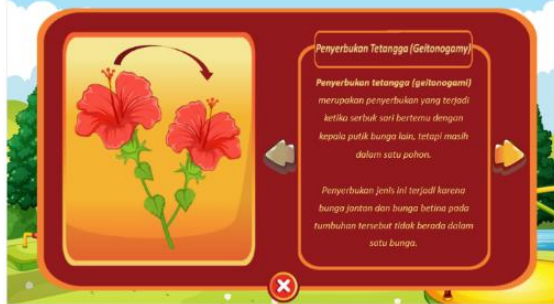 Penyerbukan Tetangga (Geitonogamy)
Penyerbukan tetangga (geitonogami)
merupakan penyerbukan yang terjadi
ketika serbuk sari bertemu dengan
kepala putik bunga lain, tetapi masih
dalam satu pohon.
Penyerbukan jenis ini terjadi karena
bunga jantan dan bunga betina pada
tumbuhan tersebut tidak berada dalam
satu bunga.